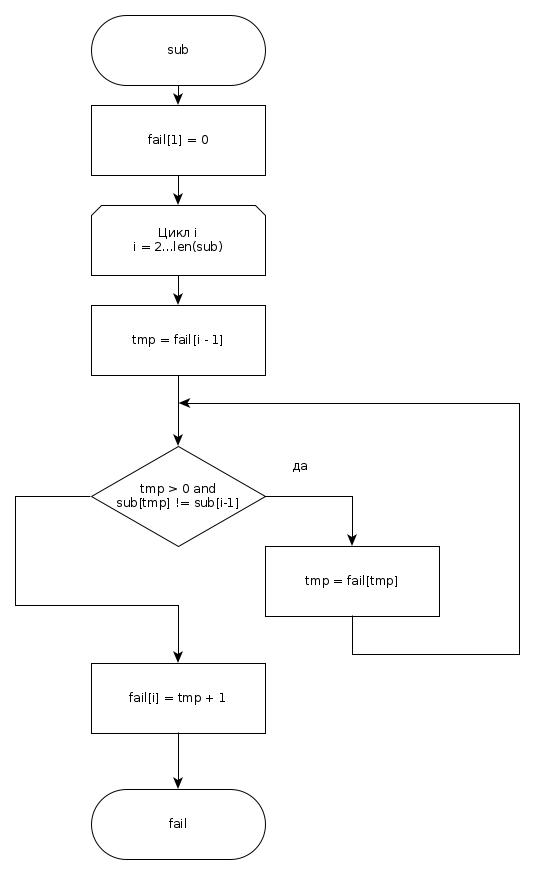 sub
fail[1] = 0
Цикл i
i = 2...len(sub)
tmp = fail[i - 1]
tmp > 0 and
sub[tmp] != sub[i-1]
да
tmp = fail[tmp]
fail[i] = tmp + 1
fail